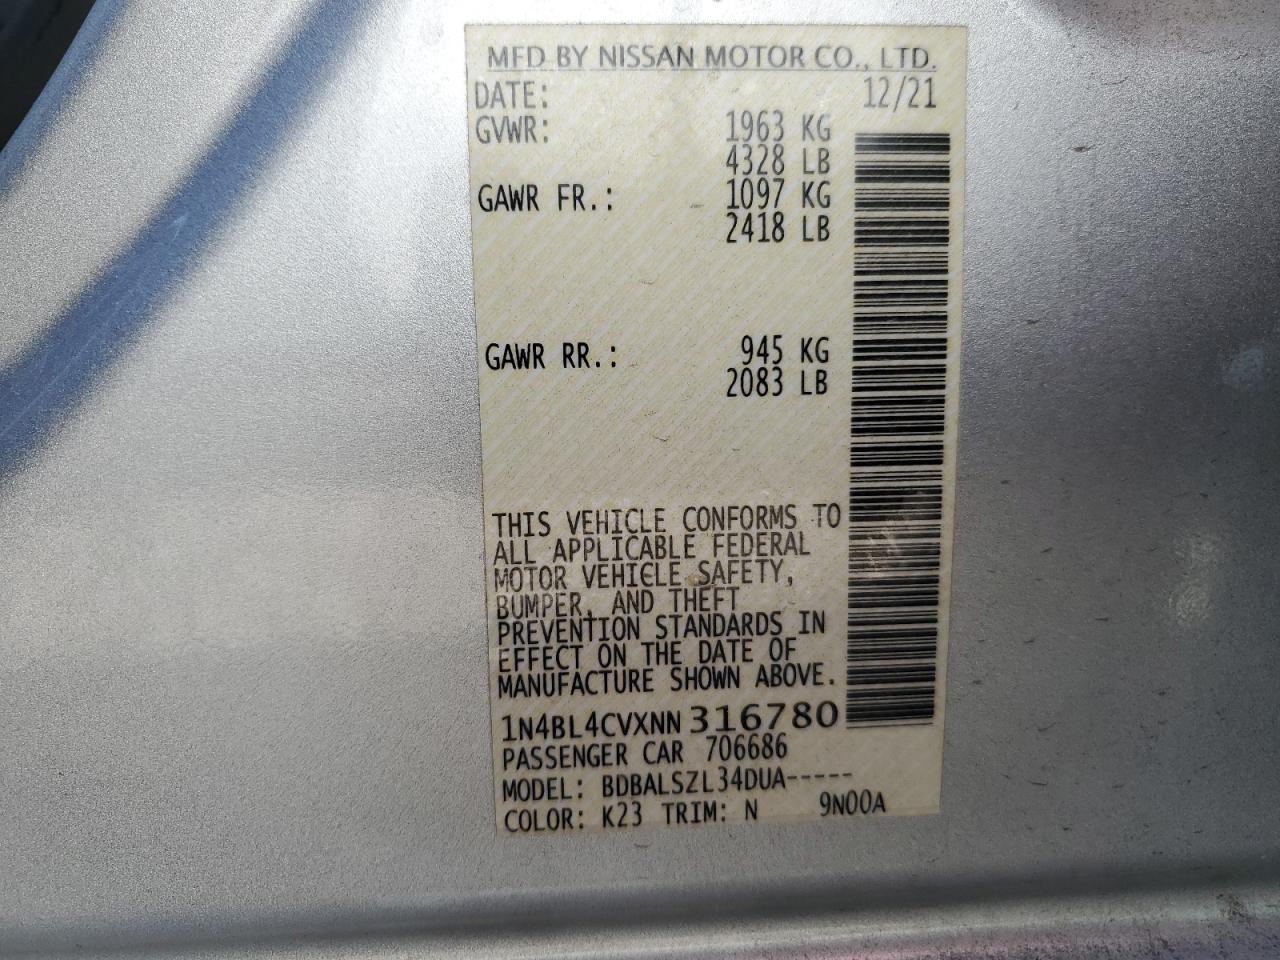 MFD BY NISSAN MOTOR CO., LTD.
DATE: 12/21
GVWR: 1963 KG
4328 LB
GAWR FR.: 1097 KG
2418 LB
GAWR RR.: 945 KG
2083 LB
THIS VEHICLE CONFORMS TO
ALL APPLICABLE FEDERAL
MOTOR VEHICLE SAFETY,
BUMPER, AND THEFT
PREVENTION STANDARDS IN
EFFECT ON THE DATE OF
MANUFACTURE SHOWN ABOVE.
1N4BL4CVXNN316780
PASSENGER CAR 706686
MODEL: BDBALSZL34DUA-----
COLOR: K23 TRIM: N 9N00A